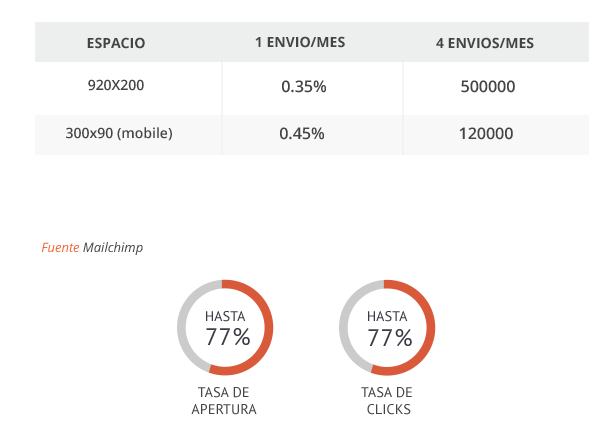 ESPACIO 1 ENVIO/MES 4 ENVIOS/MES
920X200 0.35% 500000
300x90 (mobile) 0.45% 120000
Fuente Mailchimp
HASTA
77%
TASA DE
APERTURA
HASTA
77%
TASA DE
CLICKS